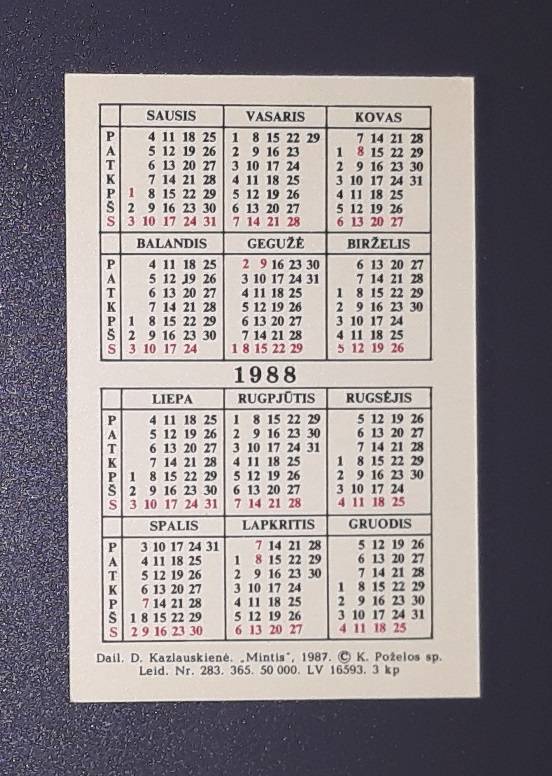 SAUSIS VASARIS KOVAS
P 4 11 18 25 1 8 15 22 29 7 14 21 28
A 5 12 19 26 2 9 16 23 1 8 15 22 29
T 6 13 20 27 3 10 17 24 2 9 16 23 30
K 7 14 21 28 4 11 18 25 3 10 17 24 31
P 1 8 15 22 29 5 12 19 26 4 11 18 25
Š 2 9 16 23 30 6 13 20 27 5 12 19 26
S 3 10 17 24 31 7 14 21 28 6 13 20 27
BALANDIS GEGUŽĖ BIRŽELIS
P 4 11 18 25 2 9 16 23 30 6 13 20 27
A 5 12 19 26 3 10 17 24 31 7 14 21 28
T 6 13 20 27 4 11 18 25 1 8 15 22 29
K 7 14 21 28 5 12 19 26 2 9 16 23 30
P 1 8 15 22 29 6 13 20 27 3 10 17 24
Š 2 9 16 23 30 7 14 21 28 4 11 18 25
S 3 10 17 24 1 8 15 22 29 5 12 19 26
1988
LIEPA RUGPJŪTIS RUGSĖJIS
P 4 11 18 25 1 8 15 22 29 5 12 19 26
A 5 12 19 26 2 9 16 23 30 6 13 20 27
T 6 13 20 27 3 10 17 24 31 7 14 21 28
K 7 14 21 28 4 11 18 25 1 8 15 22 29
P 1 8 15 22 29 5 12 19 26 2 9 16 23 30
Š 2 9 16 23 30 6 13 20 27 3 10 17 24
S 3 10 17 24 31 7 14 21 28 4 11 18 25
SPALIS LAPKRITIS GRUODIS
P 3 10 17 24 31 7 14 21 28 5 12 19 26
A 4 11 18 25 1 8 15 22 29 6 13 20 27
T 5 12 19 26 2 9 16 23 30 7 14 21 28
K 6 13 20 27 3 10 17 24 1 8 15 22 29
P 7 14 21 28 4 11 18 25 2 9 16 23 30
Š 1 8 15 22 29 5 12 19 26 3 10 17 24 31
S 2 9 16 23 30 6 13 20 27 4 11 18 25
Dail. D. Kazlauskienė. „Mintis“, 1987. © K. Poželos sp.
Leid. Nr. 283. 365. 50 000. LV 16593. 3 kp